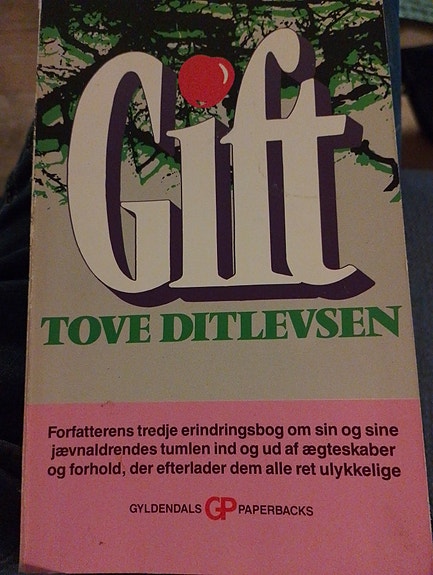 Gift
TOVE DITLEVSEN
Forfatterens tredje erindringsbog om sin og sine
jævnaldrendes tumlen ind og ud af ægteskaber
og forhold, der efterlader dem alle ret ulykkelige
GYLDENDALS GP PAPERBACKS